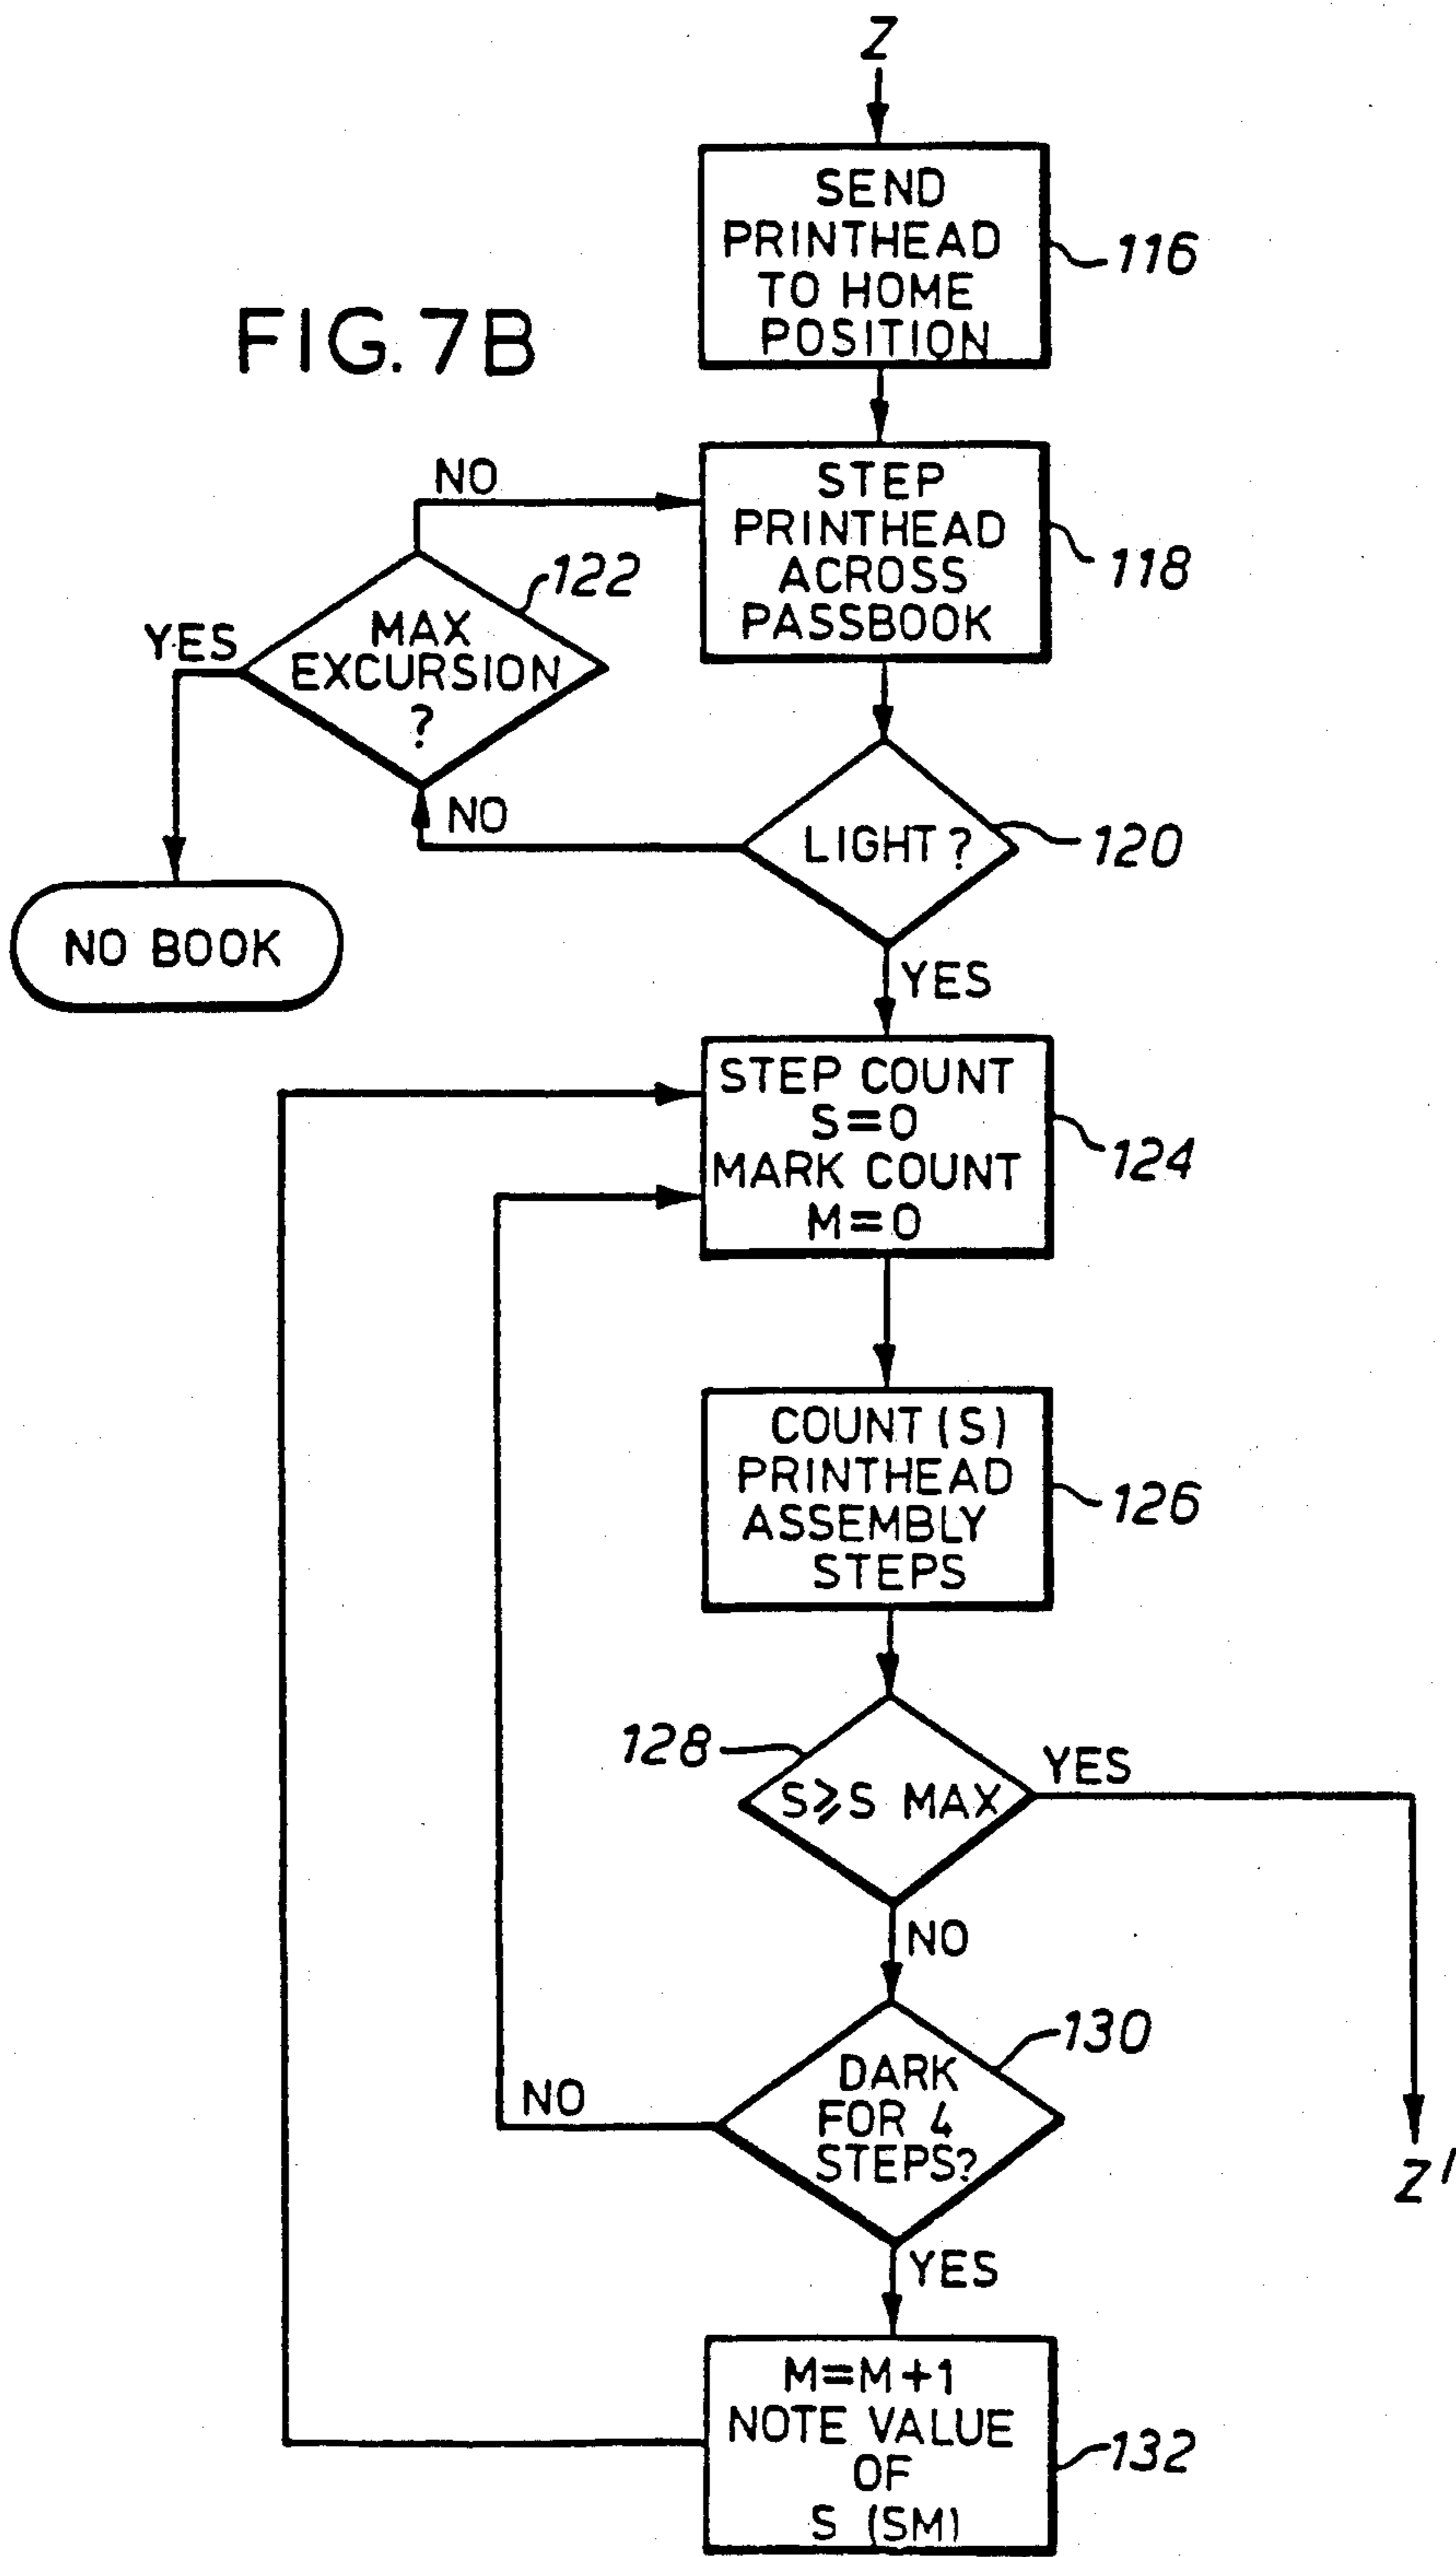 Z
SEND
PRINTHEAD
TO HOME
POSITION
116
FIG. 7B
NO
STEP
PRINTHEAD
ACROSS
PASSBOOK
118
122
YES
MAX
EXCURSION
?
NO
LIGHT?
120
NO BOOK
YES
STEP COUNT
S=0
MARK COUNT
M=0
124
COUNT (S)
PRINTHEAD
ASSEMBLY
STEPS
126
128
S⩾S MAX
YES
NO
130
DARK
FOR 4
STEPS?
NO
Z'
YES
M=M+1
NOTE VALUE
OF
S (SM)
132